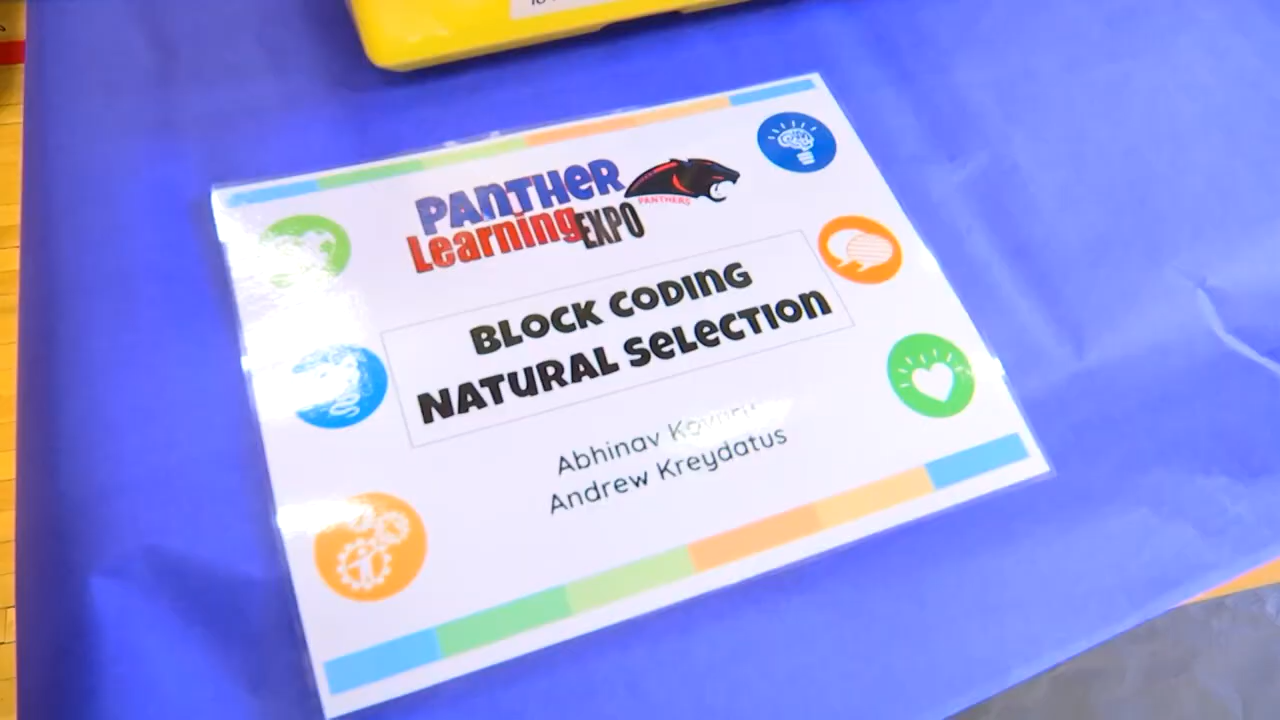 PANTHER
Learning EXPO
PANTHERS
BLOCK CODING
NATURAL SELECTION
Abhinav
Andrew Kreydatus